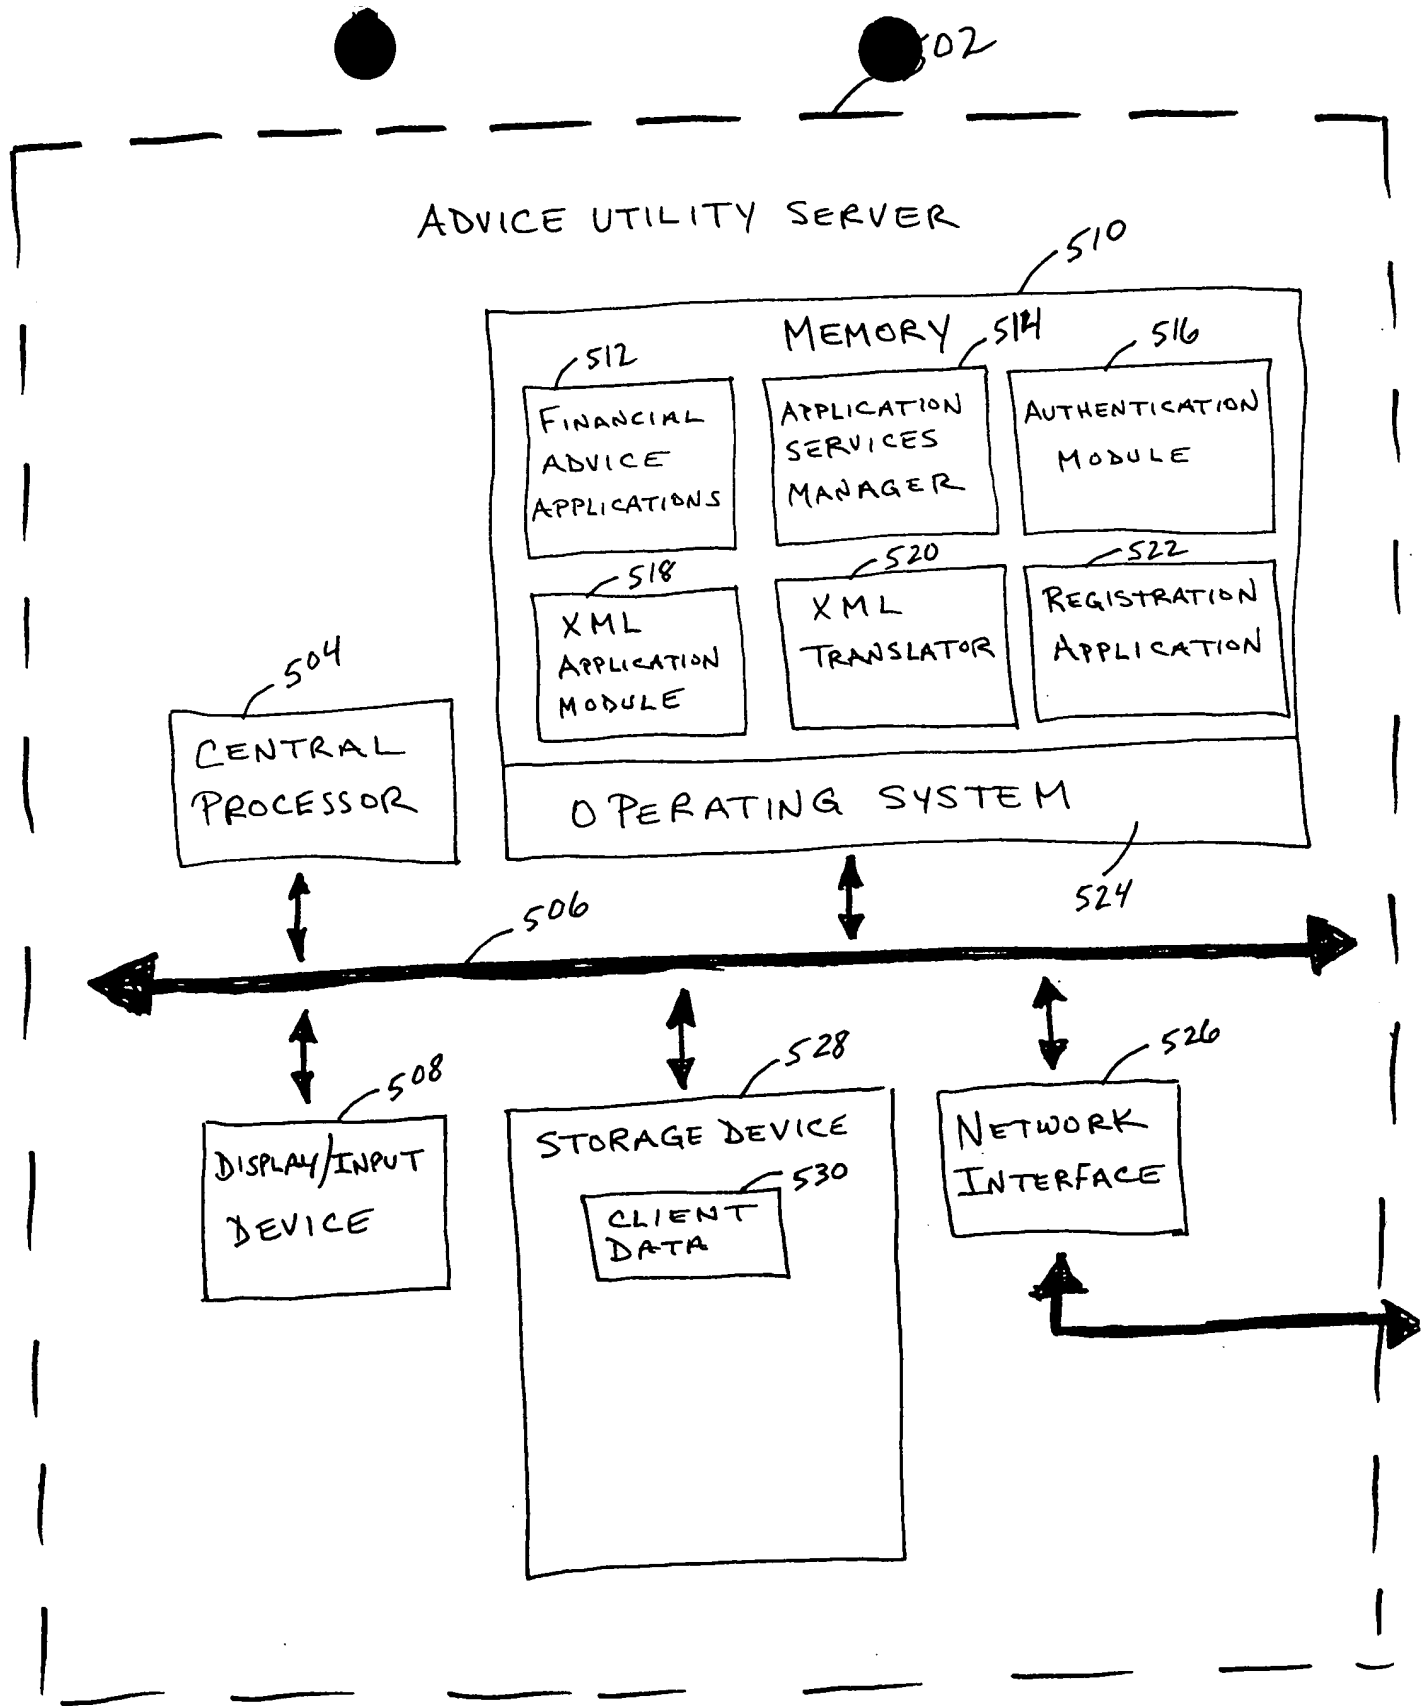 502
ADVICE UTILITY SERVER
510
MEMORY
512
514
516
FINANCIAL
ADVICE
APPLICATIONS
APPLICATION
SERVICES
MANAGER
AUTHENTICATION
MODULE
518
520
522
XML
APPLICATION
MODULE
XML
TRANSLATOR
REGISTRATION
APPLICATION
504
CENTRAL
PROCESSOR
OPERATING SYSTEM
524
506
508
528
526
DISPLAY/INPUT
DEVICE
STORAGE DEVICE
530
CLIENT
DATA
NETWORK
INTERFACE